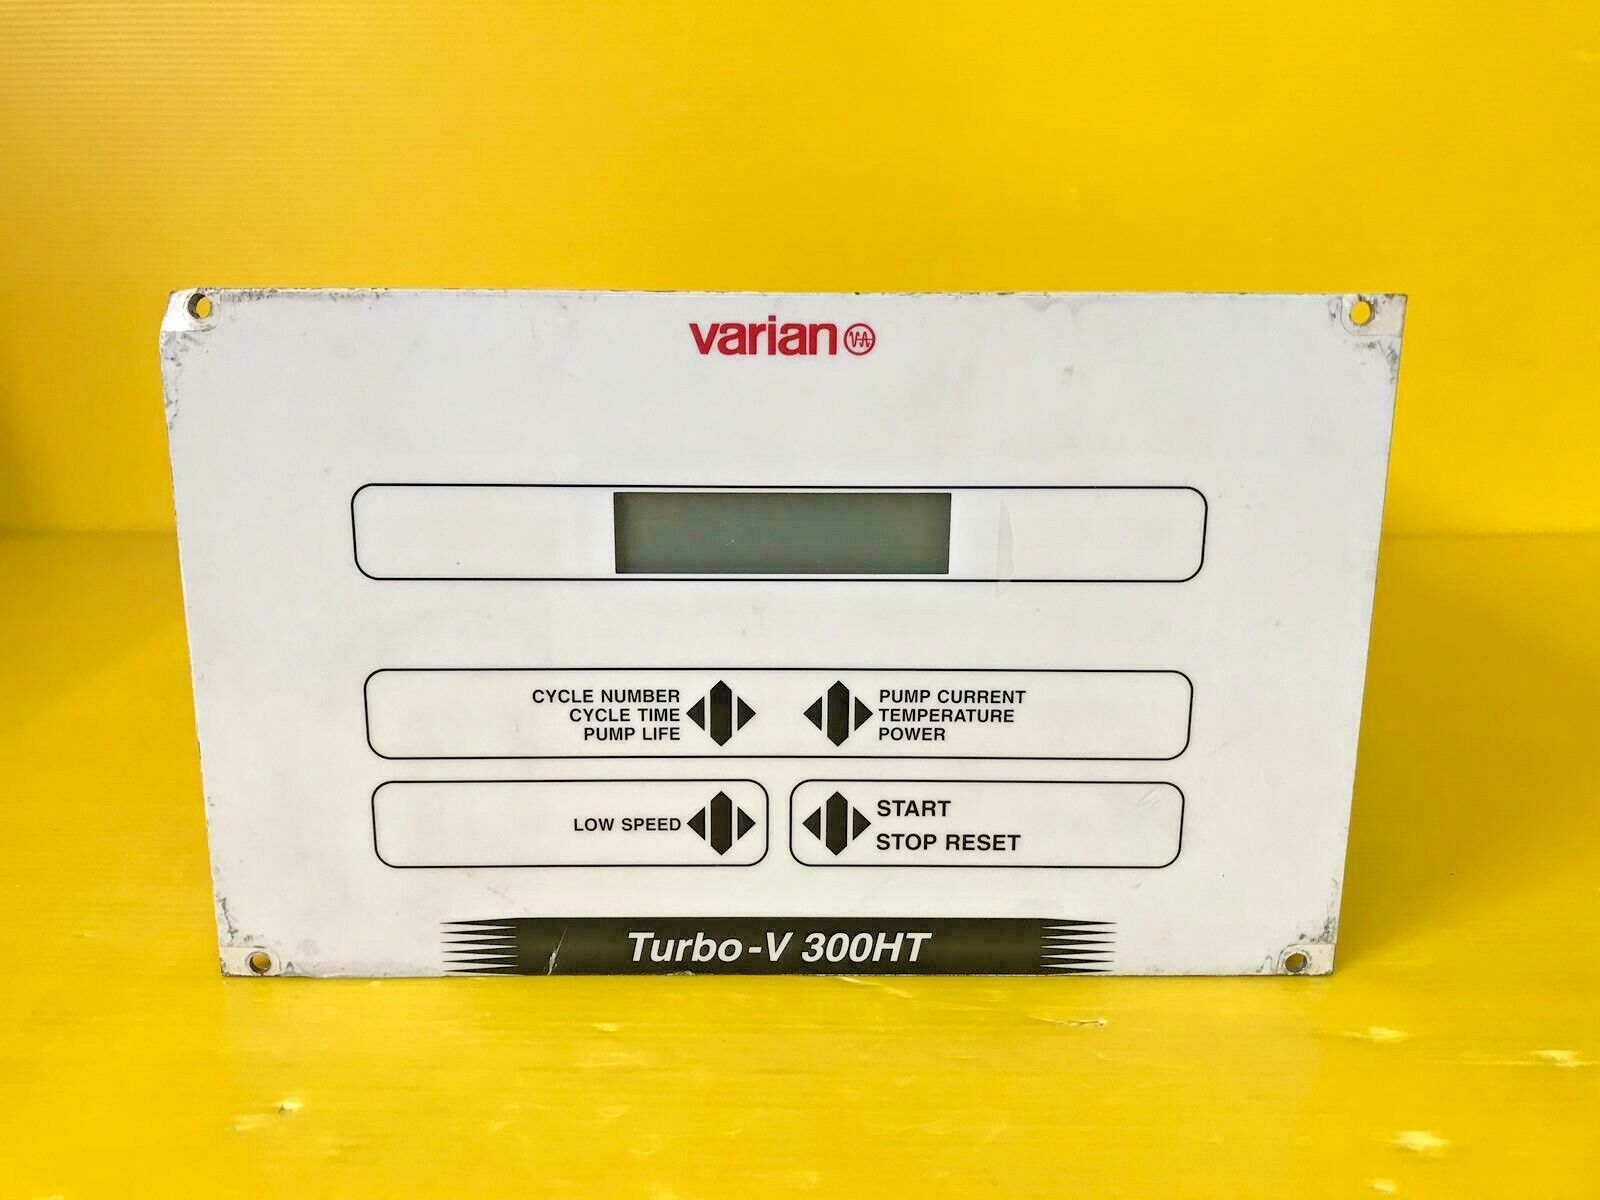 varian
CYCLE NUMBER
CYCLE TIME
PUMP LIFE
PUMP CURRENT
TEMPERATURE
POWER
LOW SPEED
START
STOP RESET
Turbo-V 300HT